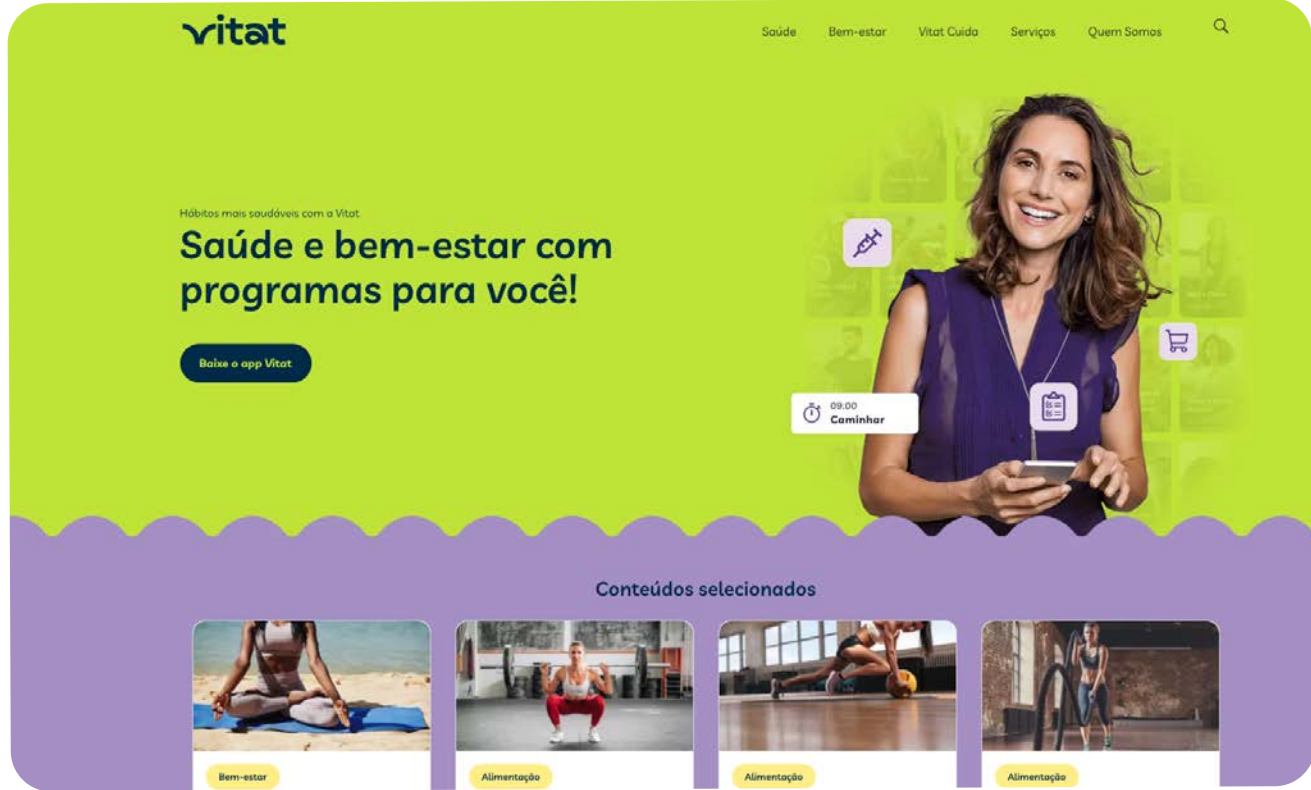 vitat
Saúde Bem-estar Vitat Cuida Serviços Quem Somos
Hábitos mais saudáveis com a Vitat
Saúde e bem-estar com
programas para você!
Baixe o app Vitat
09:00
Caminhar
Conteúdos selecionados
Bem-estar Alimentação Alimentação Alimentação